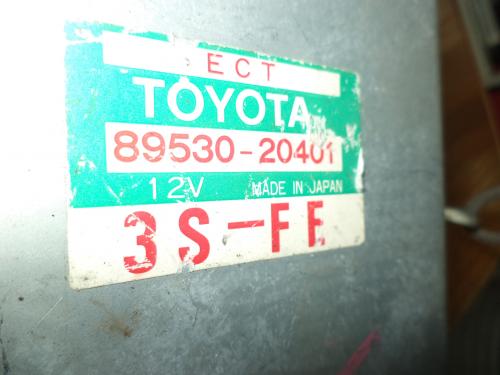 ECT
TOYOTA
89530-20401
12V MADE IN JAPAN
3S-FE